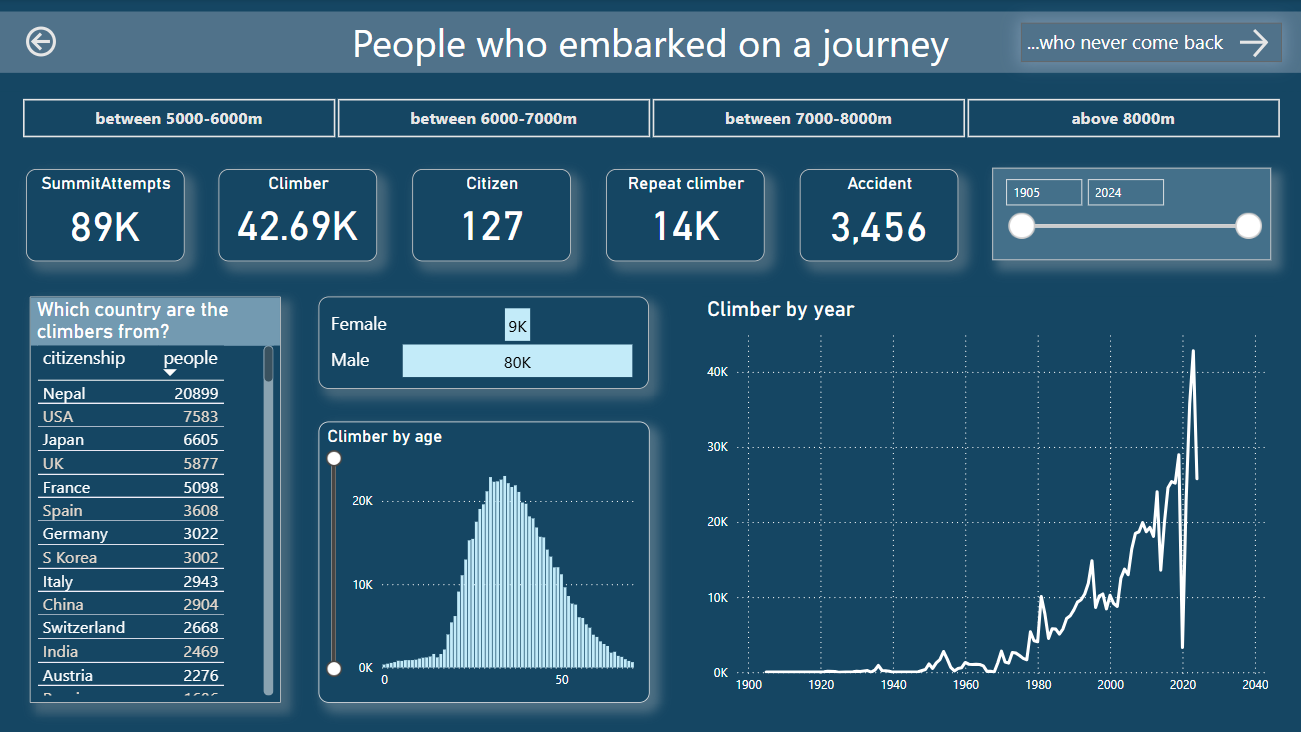 People who embarked on a journey
...who never come back
between 5000-6000m
between 6000-7000m
between 7000-8000m
above 8000m
SummitAttempts
89K
Climber
42.69K
Citizen
127
Repeat climber
14K
Accident
3,456
1905
2024
Which country are the
climbers from?
citizenship people
Nepal 20899
USA 7583
Japan 6605
UK 5877
France 5098
Spain 3608
Germany 3022
S Korea 3002
Italy 2943
China 2904
Switzerland 2668
India 2469
Austria 2276
Female 9K
Male 80K
Climber by age
20K
10K
0K
0 50
Climber by year
40K
30K
20K
10K
0K
1900 1920 1940 1960 1980 2000 2020 2040